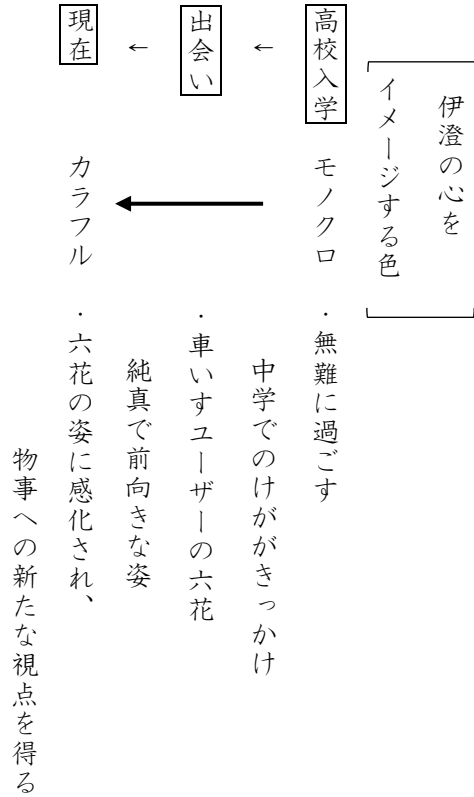 伊澄の心を
イメージする色
高校入学
モノクロ
・無難に過ごす
中学でのけががきっかけ
←
出会い
・車いすユーザーの六花
純真で前向きな姿
←
現在
カラフル
・六花の姿に感化され、
物事への新たな視点を得る